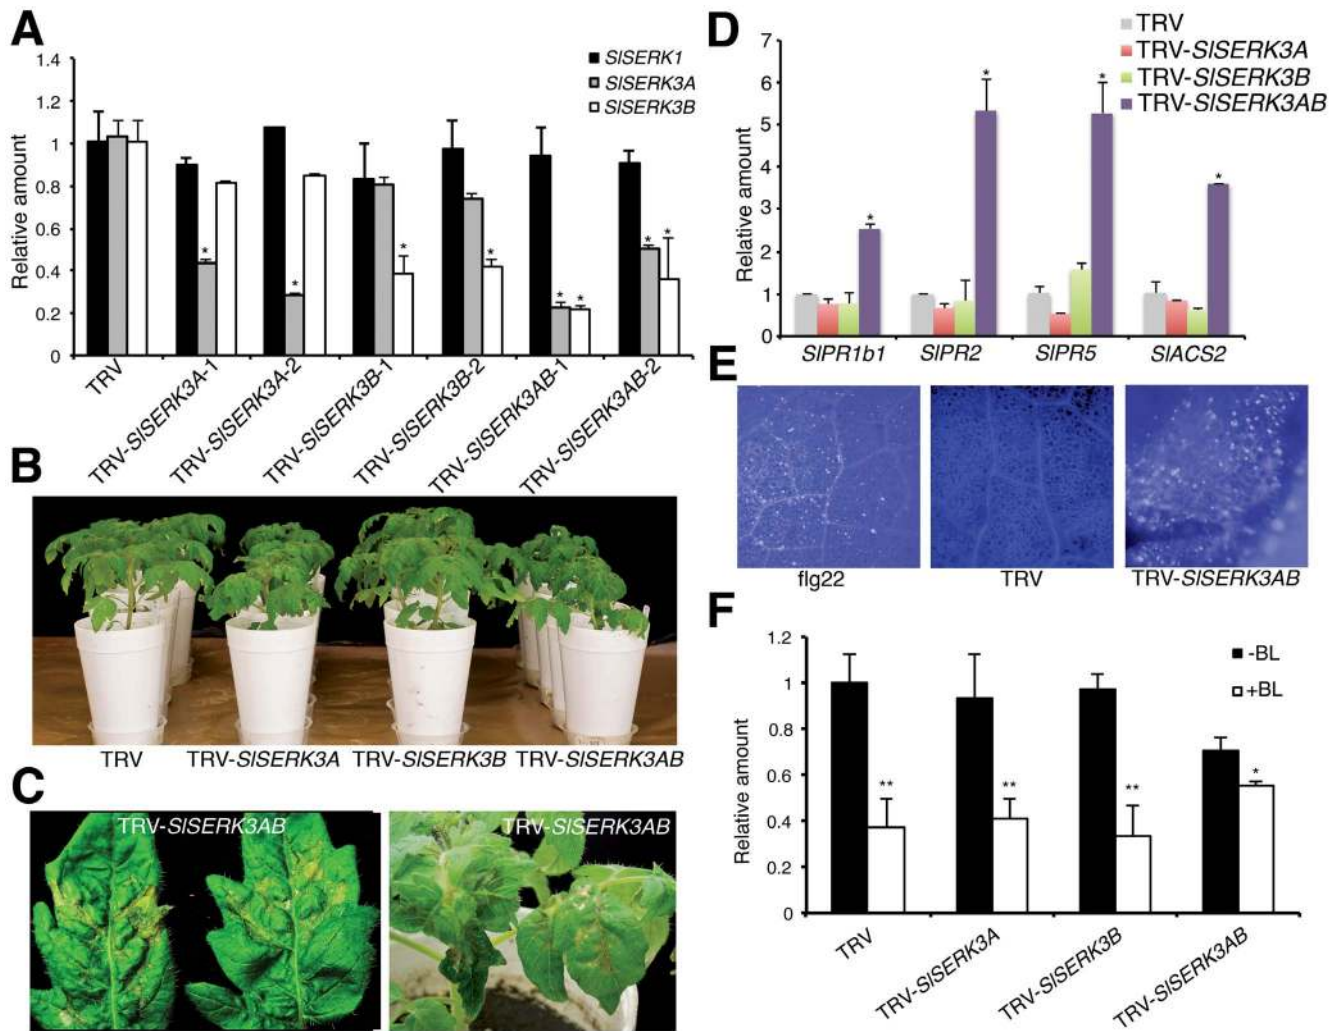 A
1.4
1.2
1
0.8
0.6
0.4
0.2
0
Relative amount
SlSERK1
SlSERK3A
SlSERK3B
*
*
*
*
*
*
*
*
TRV
TRV-SlSERK3A-1
TRV-SlSERK3A-2
TRV-SlSERK3B-1
TRV-SlSERK3B-2
TRV-SlSERK3AB-1
TRV-SlSERK3AB-2
B
TRV
TRV-SlSERK3A
TRV-SlSERK3B
TRV-SlSERK3AB
C
TRV-SlSERK3AB
TRV-SlSERK3AB
D
7
6
5
4
3
2
1
0
Relative amount
TRV
TRV-SlSERK3A
TRV-SlSERK3B
TRV-SlSERK3AB
*
*
*
*
SlPR1b1
SlPR2
SlPR5
SlACS2
E
flg22
TRV
TRV-SlSERK3AB
F
1.2
1
0.8
0.6
0.4
0.2
0
Relative amount
-BL
+BL
**
**
**
*
TRV
TRV-SlSERK3A
TRV-SlSERK3B
TRV-SlSERK3AB